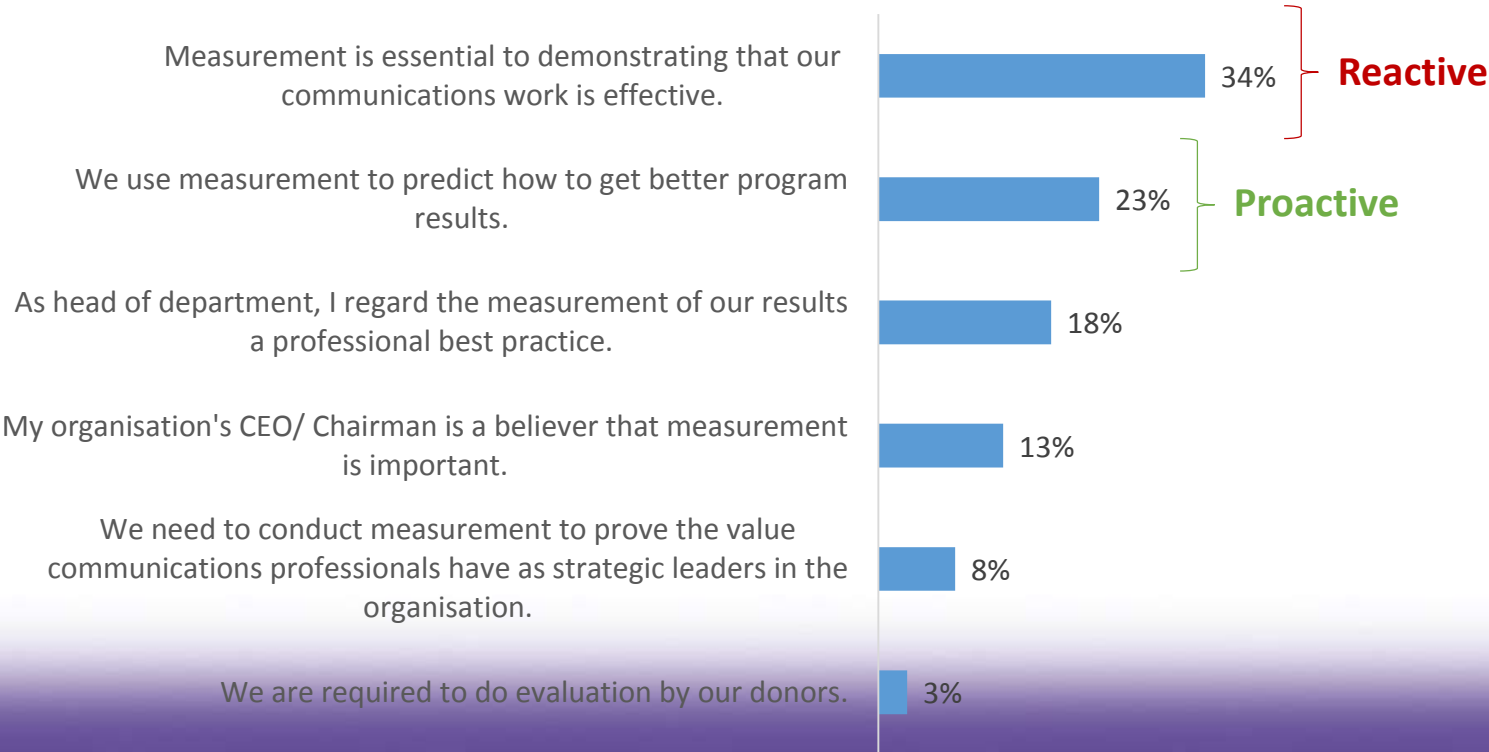 Measurement is essential to demonstrating that our
communications work is effective.
34%
Reactive
We use measurement to predict how to get better program
results.
23%
Proactive
As head of department, I regard the measurement of our results
a professional best practice.
18%
My organisation's CEO/ Chairman is a believer that measurement
is important.
13%
We need to conduct measurement to prove the value
communications professionals have as strategic leaders in the
organisation.
8%
We are required to do evaluation by our donors.
3%